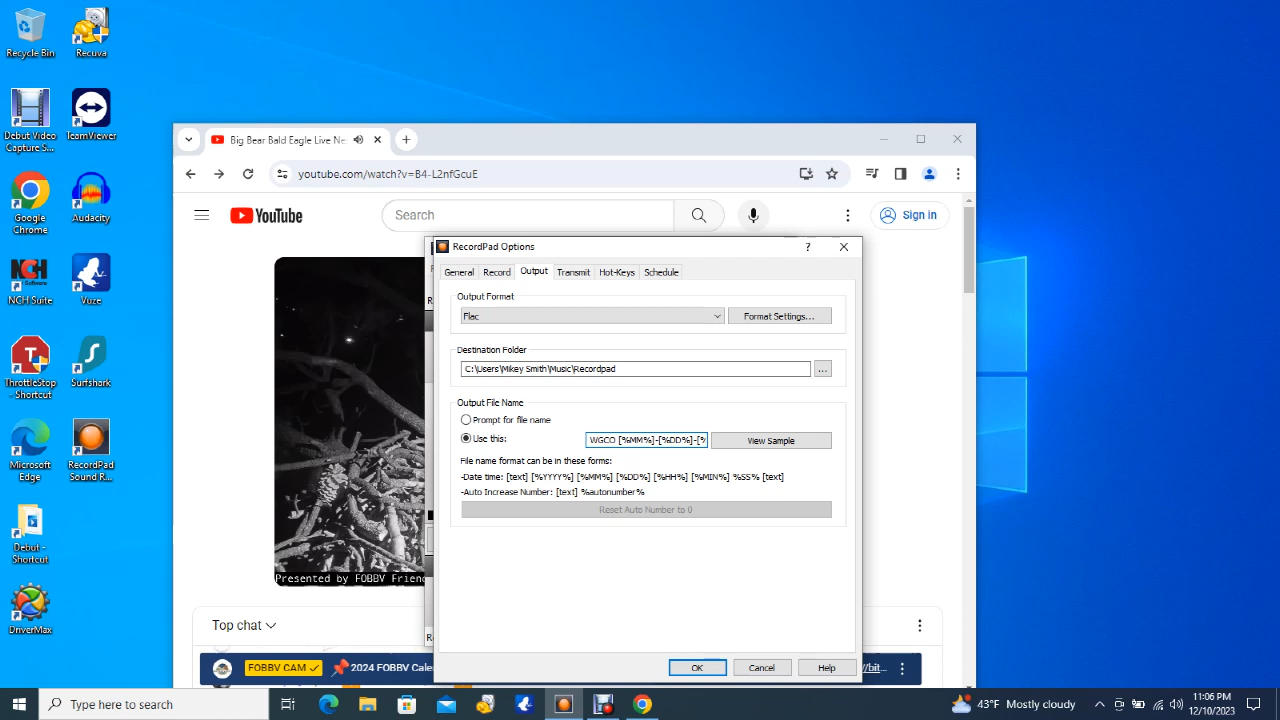 Recycle Bin
Recuva
Debut Video Capture S...
TeamViewer
Google Chrome
Audacity
NCH Suite
Vuze
ThrottleStop - Shortcut
Surfshark
Microsoft Edge
RecordPad Sound R...
Debut - Shortcut
DriverMax
Big Bear Bald Eagle Live Ne
youtube.com/watch?v=B4-L2nfGcuE
YouTube
Search
Sign in
RecordPad Options
General Record Output Transmit Hot-Keys Schedule
Output Format
Flac
Format Settings...
Destination Folder
C:\Users\Mikey Smith\Music\Recordpad
...
Output File Name
Prompt for file name
Use this:
WGCO [%MM%]-[%DD%]-[%
View Sample
File name format can be in these forms:
-Date time: [text] [%YYYY%] [%MM%] [%DD%] [%HH%] [%MIN%] %SS% [text]
-Auto Increase Number: [text] %autonumber%
Reset Auto Number to 0
Presented by FOBBV Frien
Top chat
FOBBV CAM
2024 FOBBV Cale
//bit...
OK
Cancel
Help
Type here to search
43°F Mostly cloudy
11:06 PM
12/10/2023